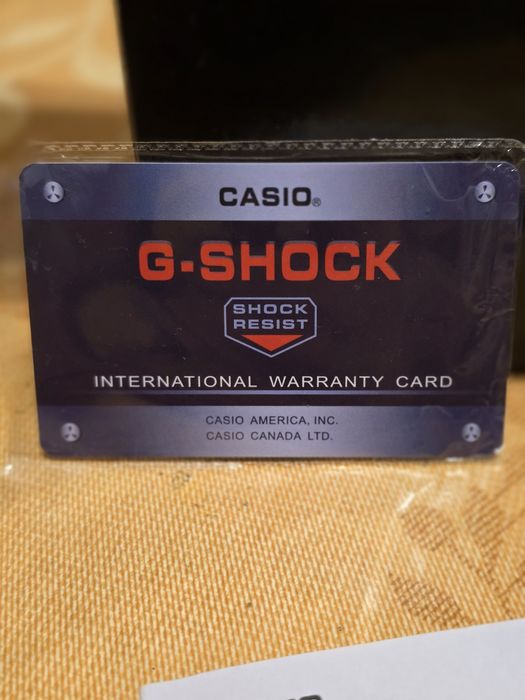 CASIO®
G-SHOCK
SHOCK
RESIST
INTERNATIONAL WARRANTY CARD
CASIO AMERICA, INC.
CASIO CANADA LTD.